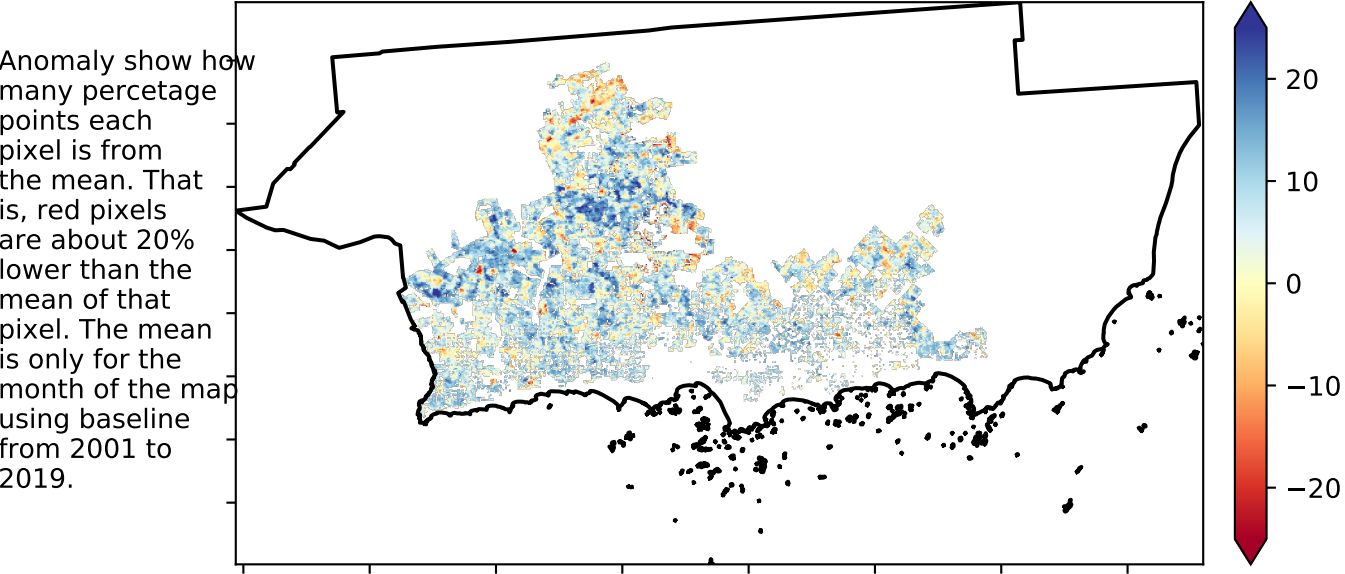 Anomaly show how
many percetage
points each
pixel is from
the mean. That
is, red pixels
are about 20%
lower than the
mean of that
pixel. The mean
is only for the
month of the map
using baseline
from 2001 to
2019.
20
10
0
−10
−20